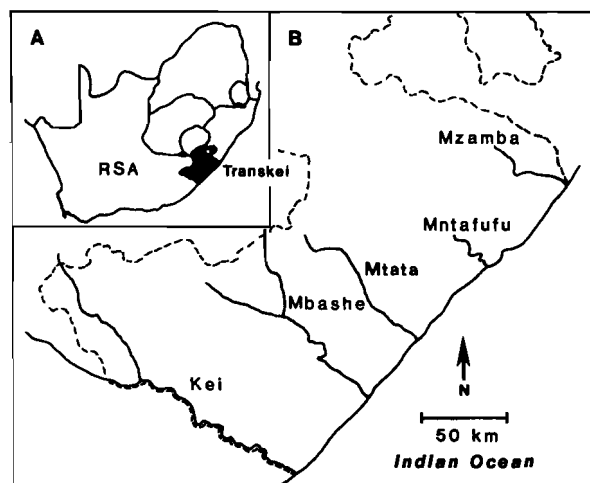 A
B
RSA
Transkei
Mzamba
Mntafufu
Mtata
Mbashe
Kei
N
50 km
Indian Ocean